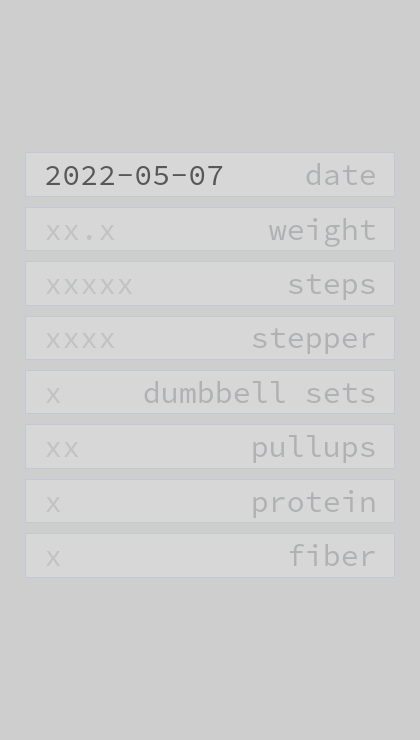 2022-05-07 date
xx.x weight
xxxxx steps
xxxx stepper
x dumbbell sets
xx pullups
x protein
x fiber